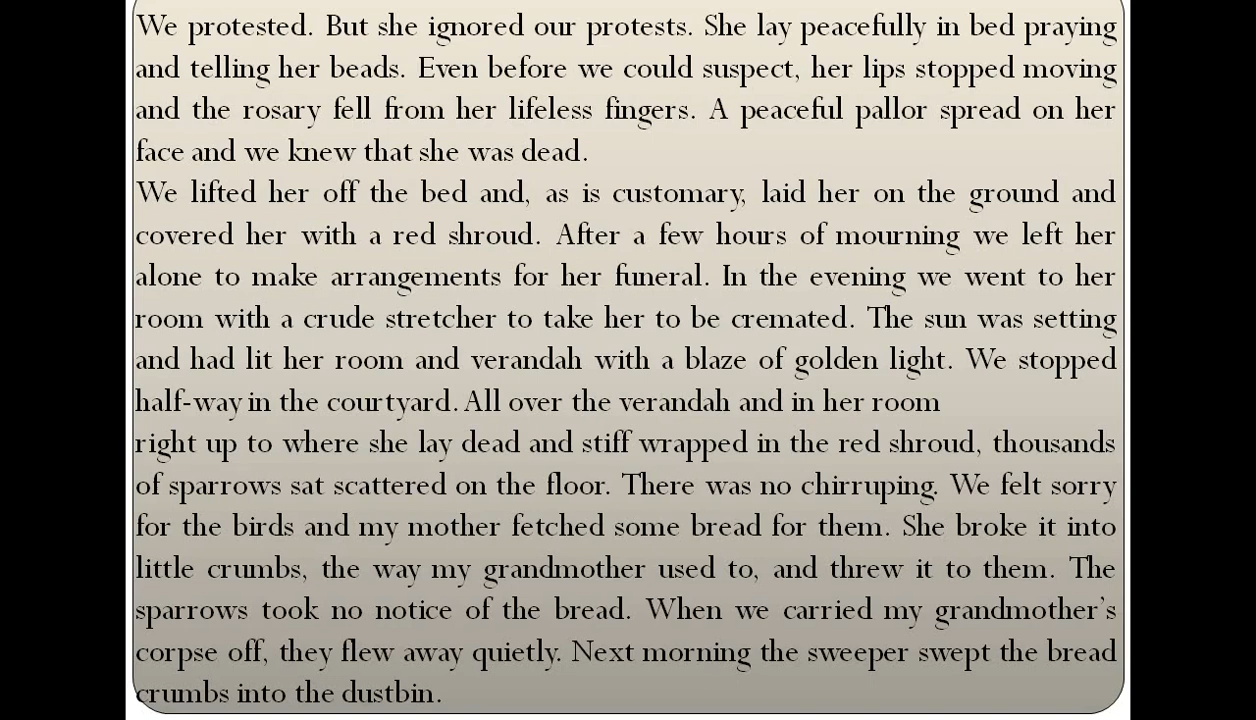 We protested. But she ignored our protests. She lay peacefully in bed praying
and telling her beads. Even before we could suspect, her lips stopped moving
and the rosary fell from her lifeless fingers. A peaceful pallor spread on her
face and we knew that she was dead.
We lifted her off the bed and, as is customary, laid her on the ground and
covered her with a red shroud. After a few hours of mourning we left her
alone to make arrangements for her funeral. In the evening we went to her
room with a crude stretcher to take her to be cremated. The sun was setting
and had lit her room and verandah with a blaze of golden light. We stopped
half-way in the courtyard. All over the verandah and in her room
right up to where she lay dead and stiff wrapped in the red shroud, thousands
of sparrows sat scattered on the floor. There was no chirruping. We felt sorry
for the birds and my mother fetched some bread for them. She broke it into
little crumbs, the way my grandmother used to, and threw it to them. The
sparrows took no notice of the bread. When we carried my grandmother's
corpse off, they flew away quietly. Next morning the sweeper swept the bread
crumbs into the dustbin.